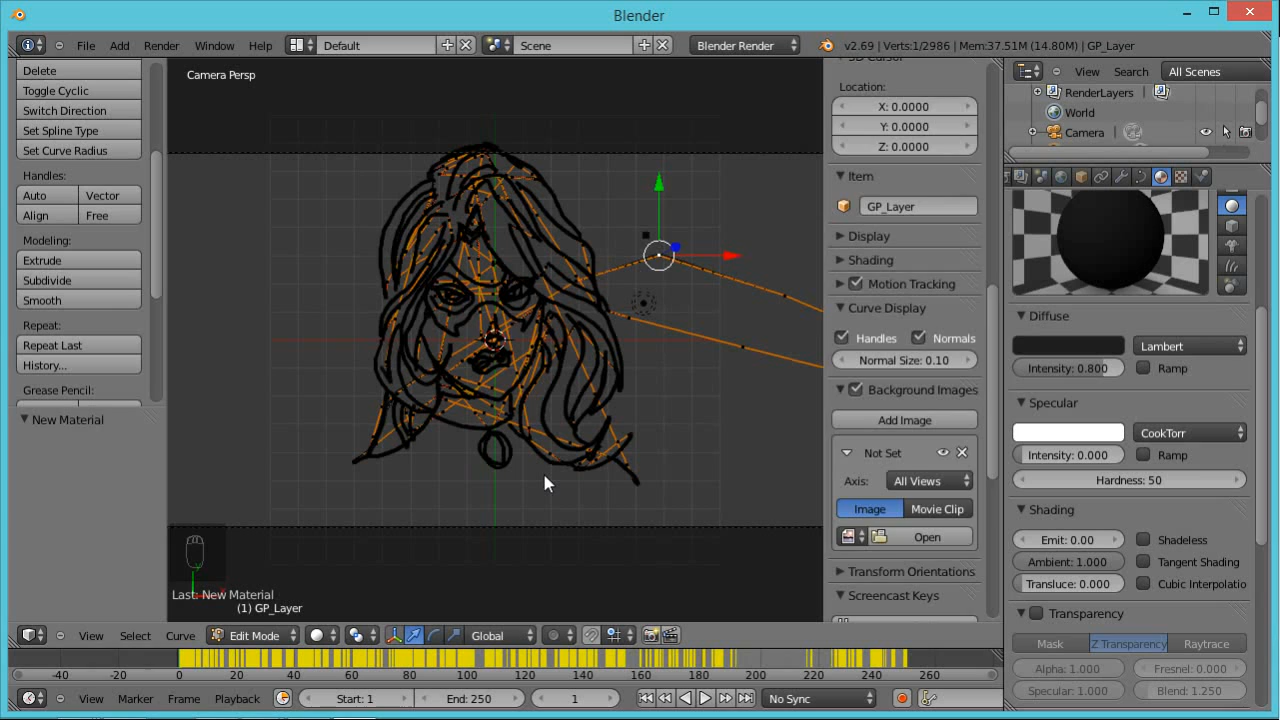 Blender
File Add Render Window Help Default Scene Blender Render v2.69 | Verts:1/2986 | Mem:37.51M (14.80M) | GP_Layer
Delete
Toggle Cyclic
Switch Direction
Set Spline Type
Set Curve Radius
Handles:
Auto Vector
Align Free
Modeling:
Extrude
Subdivide
Smooth
Repeat:
Repeat Last
History...
Grease Pencil:
New Material
Camera Persp
Last: New Material
(1) GP_Layer
Location:
X: 0.0000
Y: 0.0000
Z: 0.0000
Item
GP_Layer
Display
Shading
Motion Tracking
Curve Display
Handles Normals
Normal Size: 0.10
Background Images
Add Image
Not Set
Axis: All Views
Image Movie Clip
Open
Transform Orientations
Screencast Keys
View Search All Scenes
RenderLayers
World
Camera
Diffuse
Lambert
Intensity: 0.800 Ramp
Specular
CookTorr
Intensity: 0.000 Ramp
Hardness: 50
Shading
Emit: 0.00 Shadeless
Ambient: 1.000 Tangent Shading
Transluce: 0.000 Cubic Interpolatio
Transparency
Mask Z Transparency Raytrace
Alpha: 1.000 Fresnel: 0.000
Specular: 1.000 Blend: 1.250
View Select Curve Edit Mode Global
-40 -20 0 20 40 60 80 100 120 140 160 180 200 220 240 260 280
View Marker Frame Playback Start: 1 End: 250 1 No Sync